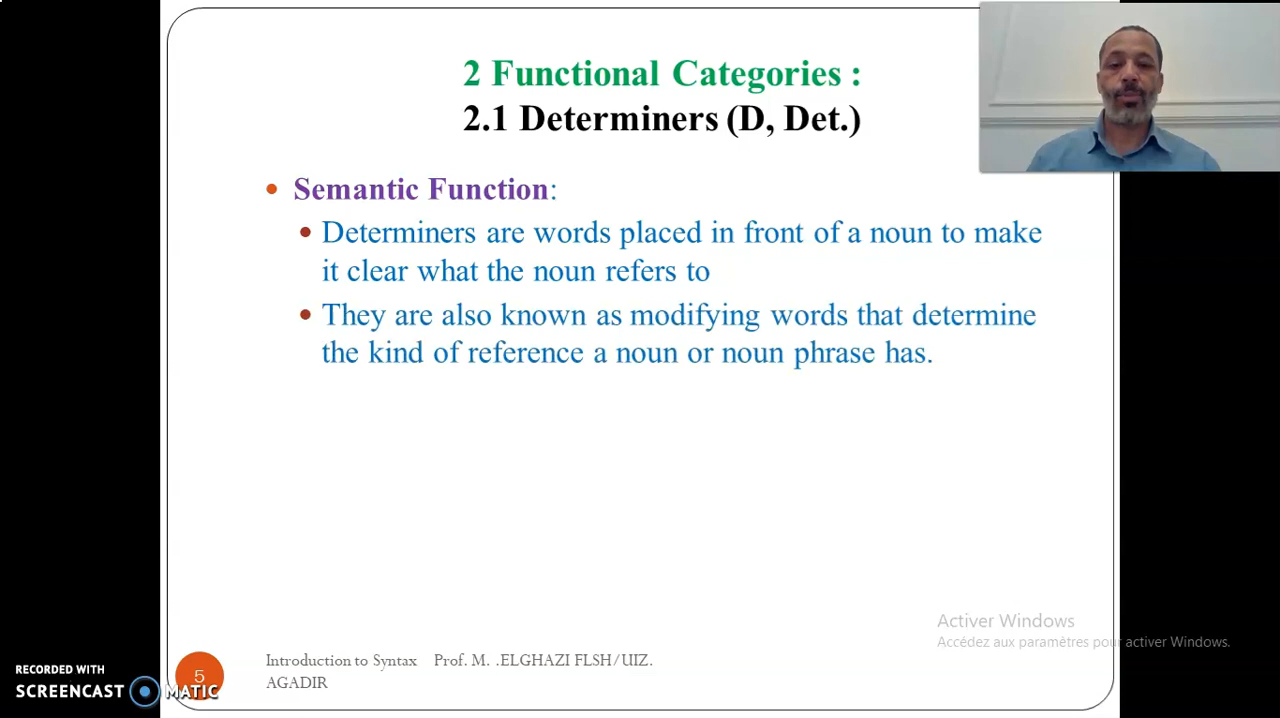 2 Functional Categories :
2.1 Determiners (D, Det.)
Semantic Function:
Determiners are words placed in front of a noun to make
it clear what the noun refers to
They are also known as modifying words that determine
the kind of reference a noun or noun phrase has.
Activer Windows
Accédez aux paramètres pour activer Windows.
5
Introduction to Syntax Prof. M. .ELGHAZI FLSH/UIZ.
AGADIR
RECORDED WITH
SCREENCAST MATIC